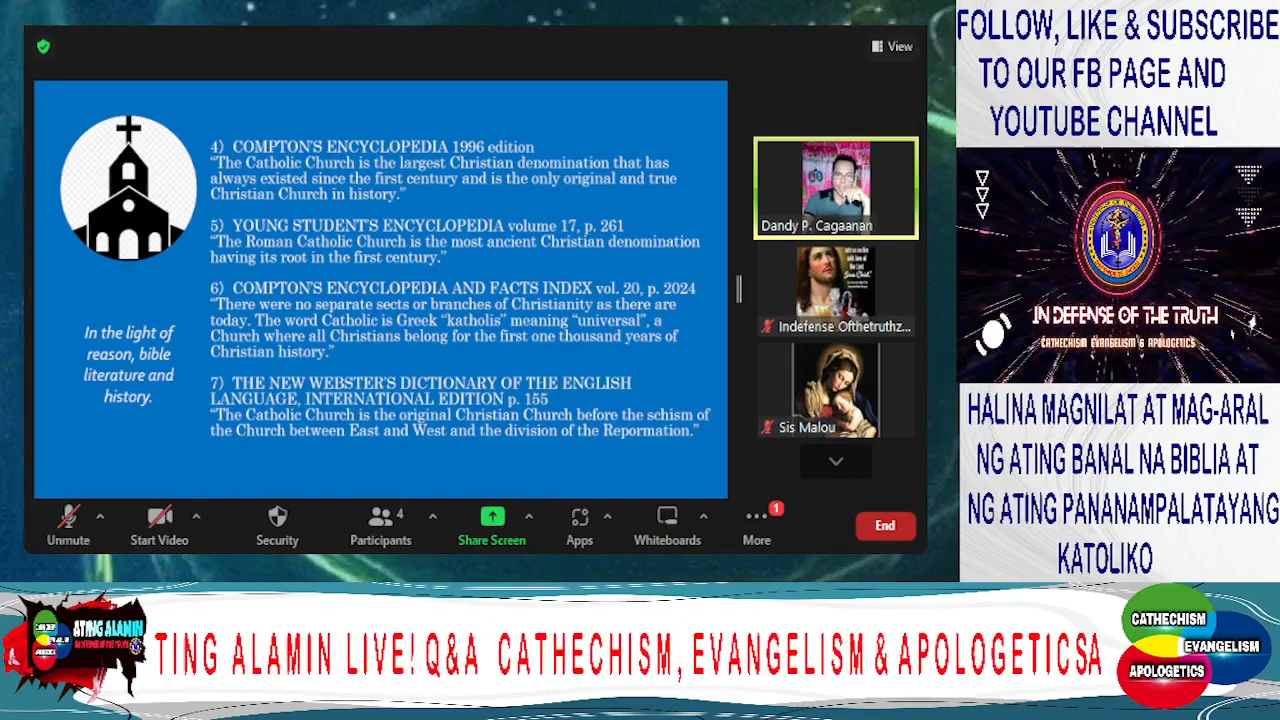 View
4) COMPTON'S ENCYCLOPEDIA 1996 edition
"The Catholic Church is the largest Christian denomination that has
always existed since the first century and is the only original and true
Christian Church in history."
5) YOUNG STUDENT'S ENCYCLOPEDIA volume 17, p. 261
"The Roman Catholic Church is the most ancient Christian denomination
having its root in the first century."
6) COMPTON'S ENCYCLOPEDIA AND FACTS INDEX vol. 20, p. 2024
"There were no separate sects or branches of Christianity as there are
today. The word Catholic is Greek "katholis" meaning "universal", a
Church where all Christians belong for the first one thousand years of
Christian history."
7) THE NEW WEBSTER'S DICTIONARY OF THE ENGLISH
LANGUAGE, INTERNATIONAL EDITION p. 155
"The Catholic Church is the original Christian Church before the schism of
the Church between East and West and the division of the Repormation."
In the light of
reason, bible
literature and
history.
Dandy P. Cagaanan
Indefense Ofthetruthz...
Sis Malou
Unmute
Start Video
Security
4
Participants
Share Screen
Apps
Whiteboards
1
More
End
FOLLOW, LIKE & SUBSCRIBE
TO OUR FB PAGE AND
YOUTUBE CHANNEL
IN DEFENSE OF THE TRUTH
CATHECHISM EVANGELISM & APOLOGETICS
HALINA MAGNILAT AT MAG-ARAL
NG ATING BANAL NA BIBLIA AT
NG ATING PANANAMPALATAYANG
KATOLIKO
ATING ALAMIN
TING ALAMIN LIVE! Q&A CATHECHISM, EVANGELISM & APOLOGETICSA
CATHECHISM
EVANGELISM
APOLOGETICS